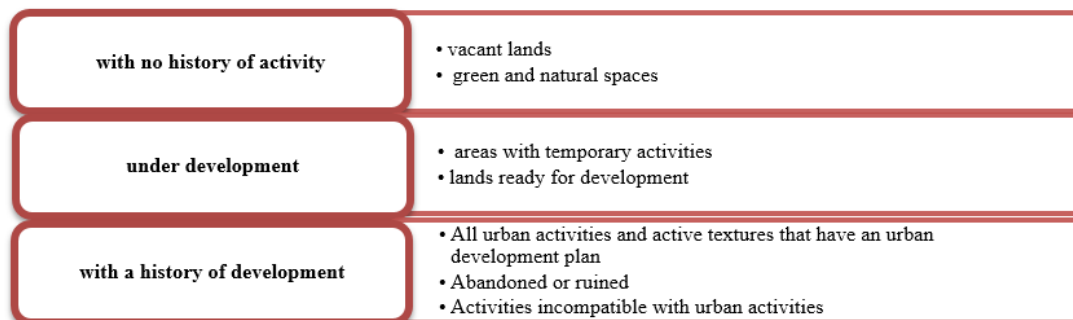 with no history of activity
• vacant lands
• green and natural spaces
under development
• areas with temporary activities
• lands ready for development
with a history of development
• All urban activities and active textures that have an urban
development plan
• Abandoned or ruined
• Activities incompatible with urban activities